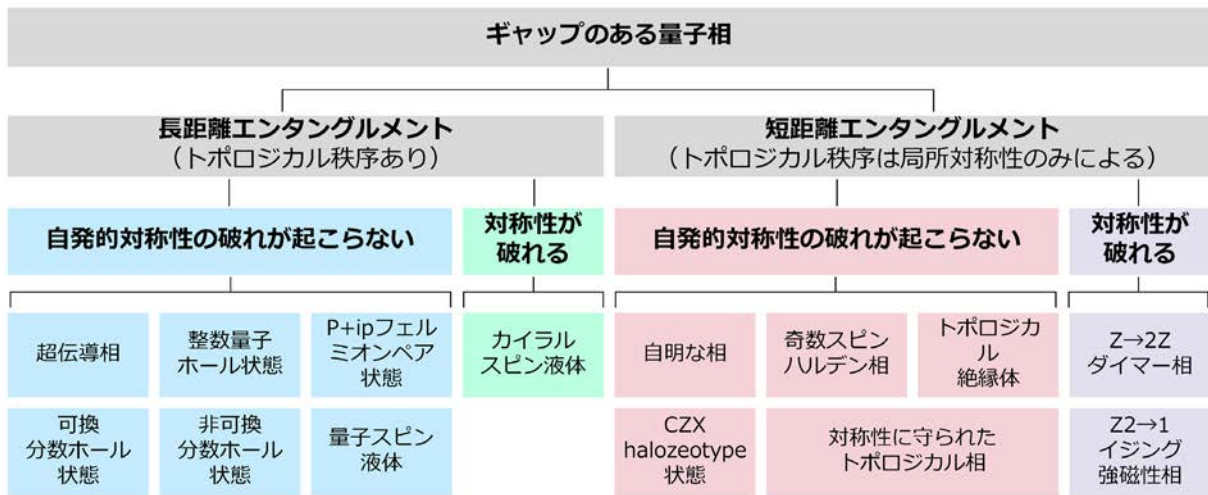 ギャップのある量子相
長距離エンタングルメント
（トポロジカル秩序あり）
短距離エンタングルメント
（トポロジカル秩序は局所対称性のみによる）
自発的対称性の破れが起こらない
対称性が
破れる
自発的対称性の破れが起こらない
対称性が
破れる
超伝導相
整数量子
ホール状態
P+ipフェル
ミオンペア
状態
カイラル
スピン液体
自明な相
奇数スピン
ハルデン相
トポロジカ
ル
絶縁体
Z→2Z
ダイマー相
可換
分数ホール
状態
非可換
分数ホール
状態
量子スピン
液体
CZX
halozeotype
状態
対称性に守られた
トポロジカル相
Z2→1
イジング
強磁性相